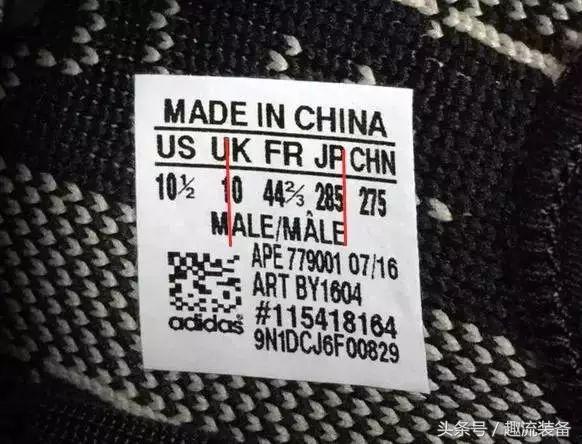 MADE IN CHINA
US UK FR JP CHN
10½ 10 44⅔ 285 275
MALE/MÂLE
APE 779001 07/16
ART BY1604
#115418164
9N1DCJ6F00829
adidas
头条号／趣流装备